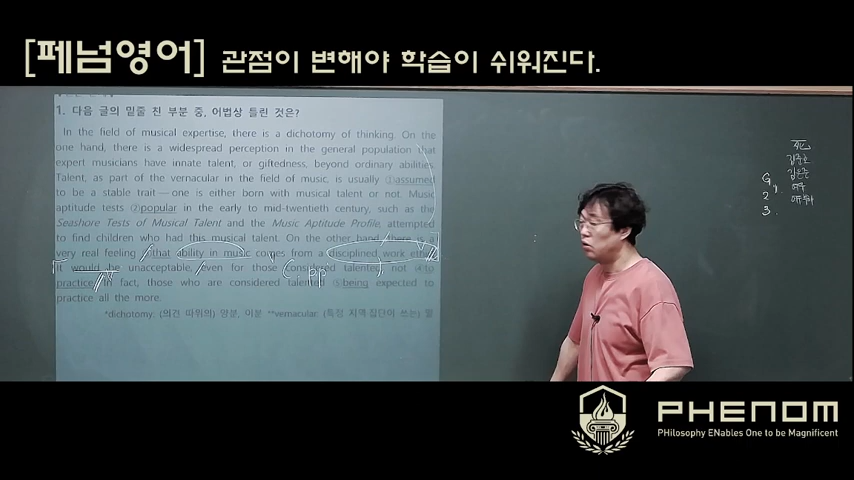 [페넘영어] 관점이 변해야 학습이 쉬워진다.
1. 다음 글의 밑줄 친 부분 중, 어법상 틀린 것은?
In the field of musical expertise, there is a dichotomy of thinking. On the
one hand, there is a widespread perception in the general population that
expert musicians have innate talent, or giftedness, beyond ordinary abilities.
Talent, as part of the vernacular in the field of music, is usually ①assumed
to be a stable trait — one is either born with musical talent or not. Music
aptitude tests ②popular in the early to mid-twentieth century, such as the
Seashore Tests of Musical Talent and the Music Aptitude Profile, attempted
to find children who had this musical talent. On the other hand, there is a
very real feeling ③that ability in music comes from a disciplined work
It would be unacceptable, even for those considered talented, not ④to
practice. In fact, those who are considered talented ⑤being expected to
practice all the more.
*dichotomy: (의견 따위의) 양분, 이분 **vernacular: (특정 지역·집단이 쓰는) 말
C. PP
G
2
3.
PHENOM
PHilosophy ENables One to be Magnificent